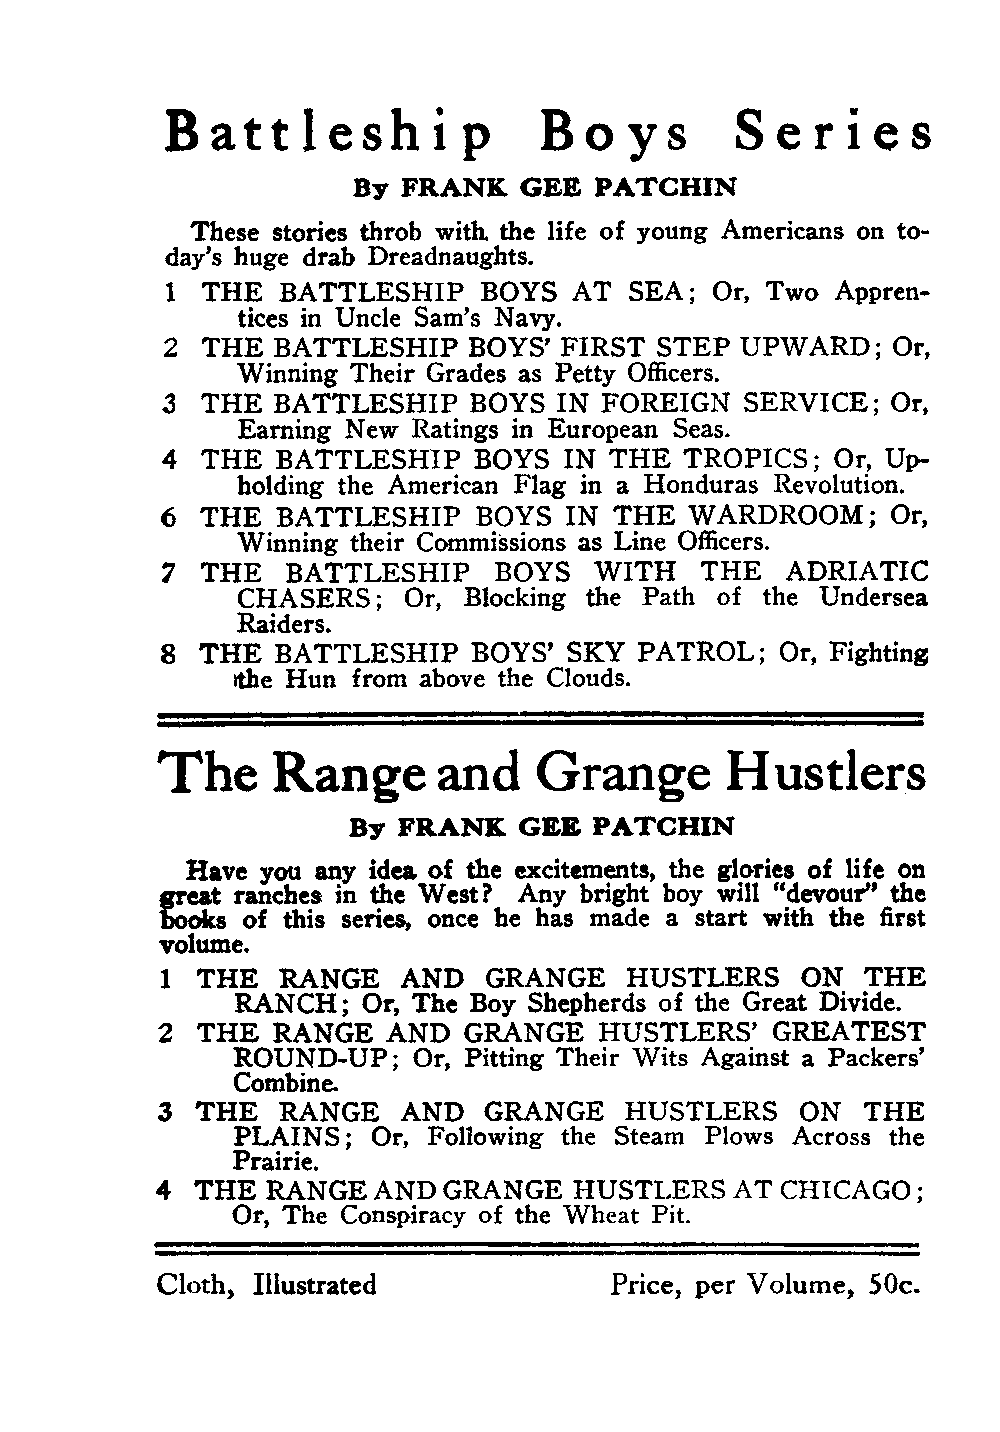 Battleship Boys Series
By FRANK GEE PATCHIN
These stories throb with the life of young Americans on to-
day's huge drab Dreadnaughts.
1 THE BATTLESHIP BOYS AT SEA; Or, Two Appren-
tices in Uncle Sam's Navy.
2 THE BATTLESHIP BOYS' FIRST STEP UPWARD; Or,
Winning Their Grades as Petty Officers.
3 THE BATTLESHIP BOYS IN FOREIGN SERVICE; Or,
Earning New Ratings in European Seas.
4 THE BATTLESHIP BOYS IN THE TROPICS; Or, Up-
holding the American Flag in a Honduras Revolution.
6 THE BATTLESHIP BOYS IN THE WARDROOM; Or,
Winning their Commissions as Line Officers.
7 THE BATTLESHIP BOYS WITH THE ADRIATIC
CHASERS; Or, Blocking the Path of the Undersea
Raiders.
8 THE BATTLESHIP BOYS' SKY PATROL; Or, Fighting
the Hun from above the Clouds.
The Range and Grange Hustlers
By FRANK GEE PATCHIN
Have you any idea of the excitements, the glories of life on
great ranches in the West? Any bright boy will "devour" the
books of this series, once he has made a start with the first
volume.
1 THE RANGE AND GRANGE HUSTLERS ON THE
RANCH; Or, The Boy Shepherds of the Great Divide.
2 THE RANGE AND GRANGE HUSTLERS' GREATEST
ROUND-UP; Or, Pitting Their Wits Against a Packers'
Combine.
3 THE RANGE AND GRANGE HUSTLERS ON THE
PLAINS; Or, Following the Steam Plows Across the
Prairie.
4 THE RANGE AND GRANGE HUSTLERS AT CHICAGO;
Or, The Conspiracy of the Wheat Pit.
Cloth, Illustrated Price, per Volume, 50c.